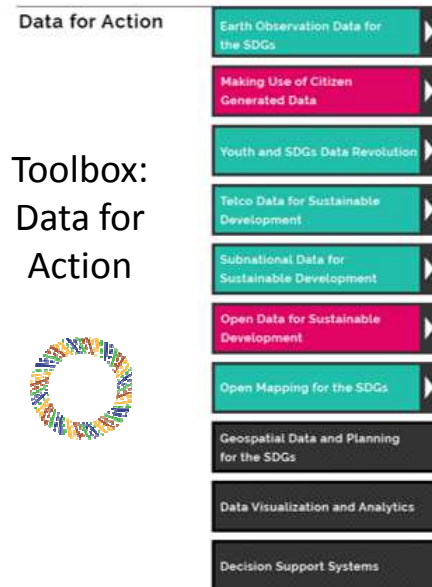 Data for Action
Toolbox:
Data for
Action
Earth Observation Data for
the SDGs
Making Use of Citizen
Generated Data
Youth and SDGs Data Revolution
Telco Data for Sustainable
Development
Subnational Data for
Sustainable Development
Open Data for Sustainable
Development
Open Mapping for the SDGs
Geospatial Data and Planning
for the SDGs
Data Visualization and Analytics
Decision Support Systems